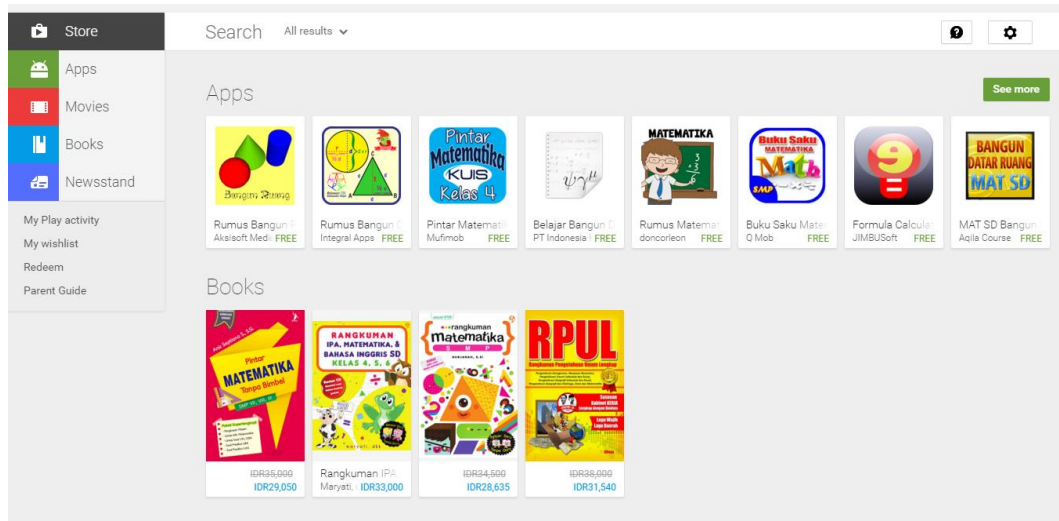 Store
Apps
Movies
Books
Newsstand
My Play activity
My wishlist
Redeem
Parent Guide
Search All results
Apps
See more
Bangun Ruang
Pintar
Matematika
KUIS
Kelas 4
ψγμ
MATEMATIKA
Buku Saku
MATEMATIKA
Math
SMP
9
=
BANGUN
DATAR RUANG
MAT SD
Rumus Bangun
Aksisoft Medi FREE
Rumus Bangun
Integral Apps FREE
Pintar Matemati
Mufimob FREE
Belajar Bangun
PT Indonesia FREE
Rumus Matema
doncorleon FREE
Buku Saku Mate
Q Mob FREE
Formula Calcula
JIMBUSoft FREE
MAT SD Bangun
Aqila Course FREE
Books
Pintar
MATEMATIKA
Tanpa Bimbel
IDR35,000
IDR29,050
RANGKUMAN
IPA, MATEMATIKA, &
BAHASA INGGRIS SD
KELAS 4, 5, 6
Rangkuman IPA
Maryati, IDR33,000
rangkuman
matematika
SMP
IDR34,500
IDR28,635
RPUL
IDR38,000
IDR31,540